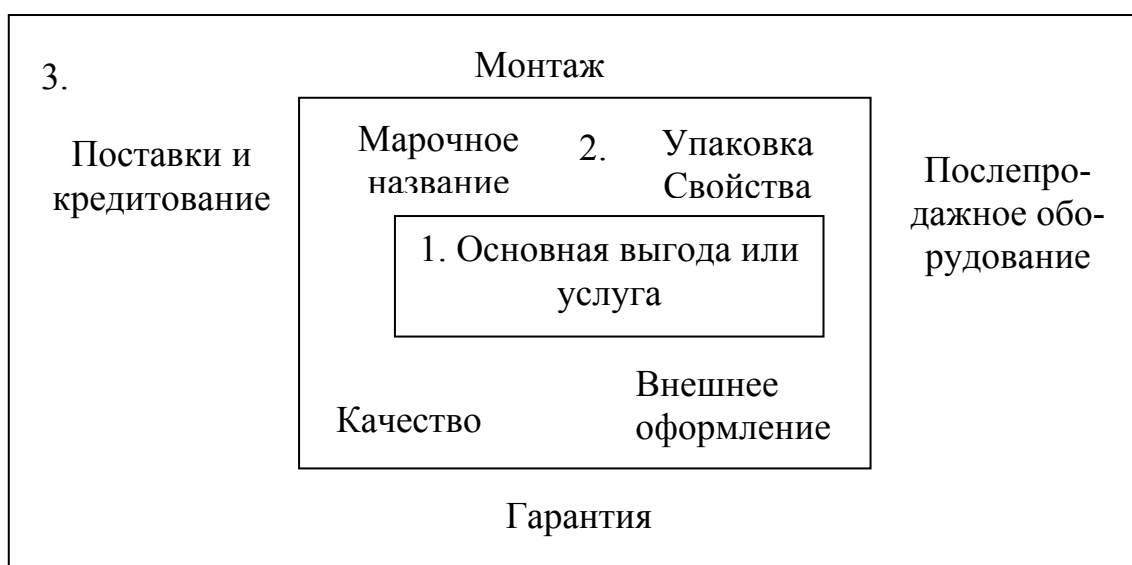 3.
Монтаж
Поставки и
кредитование
Марочное
название
2.
Упаковка
Свойства
Послепро-
дажное обо-
рудование
1. Основная выгода или
услуга
Качество
Внешнее
оформление
Гарантия